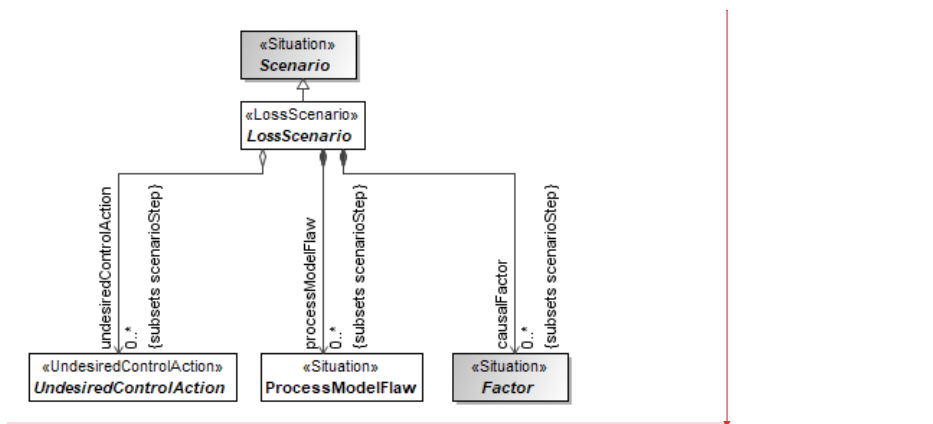 «Situation»
Scenario
«LossScenario»
LossScenario
undesiredControlAction
0..*
{subsets scenarioStep}
processModelFlaw
0..*
{subsets scenarioStep}
causalFactor
0..*
{subsets scenarioStep}
«UndesiredControlAction»
UndesiredControlAction
«Situation»
ProcessModelFlaw
«Situation»
Factor